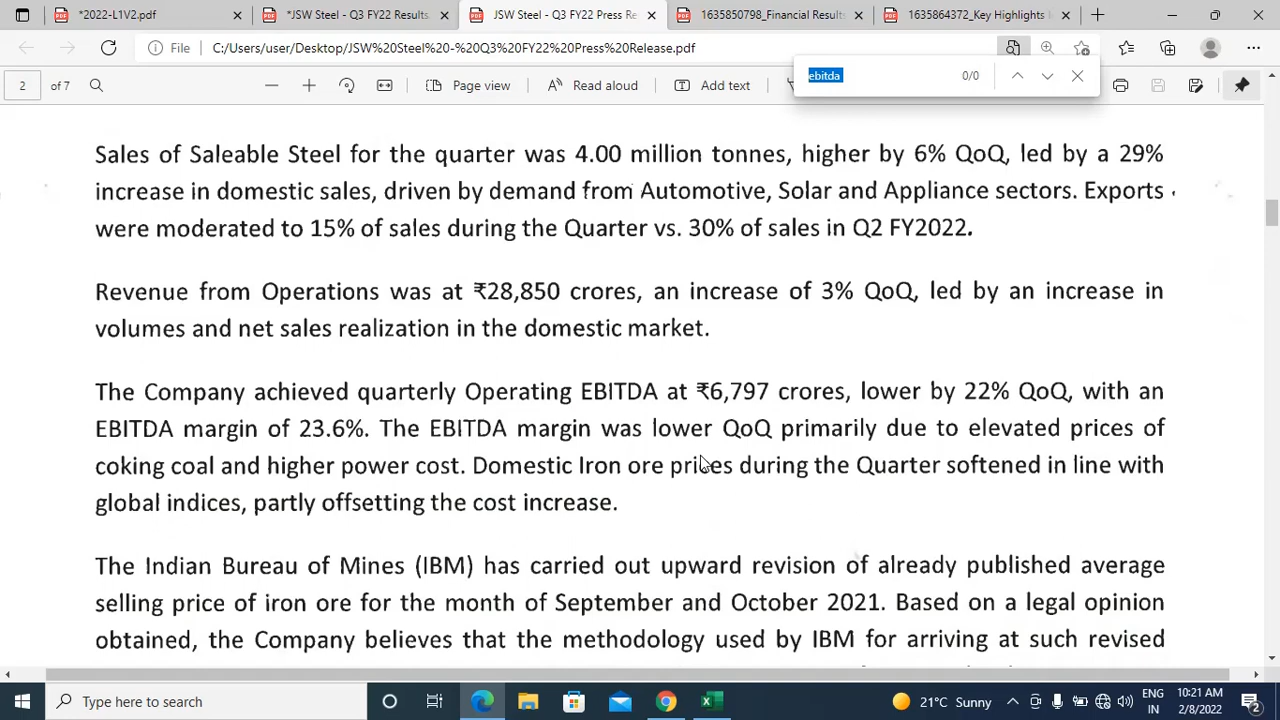 *2022-L1V2.pdf
*JSW Steel - Q3 FY22 Results,
JSW Steel - Q3 FY22 Press Re
1635850798_Financial Results
1635864372_Key Highlights
File
C:/Users/user/Desktop/JSW%20Steel%20-%20Q3%20FY22%20Press%20Release.pdf
ebitda
0/0
2
of 7
Page view
Read aloud
Add text
Sales of Saleable Steel for the quarter was 4.00 million tonnes, higher by 6% QoQ, led by a 29%
increase in domestic sales, driven by demand from Automotive, Solar and Appliance sectors. Exports
were moderated to 15% of sales during the Quarter vs. 30% of sales in Q2 FY2022.
Revenue from Operations was at ₹28,850 crores, an increase of 3% QoQ, led by an increase in
volumes and net sales realization in the domestic market.
The Company achieved quarterly Operating EBITDA at ₹6,797 crores, lower by 22% QoQ, with an
EBITDA margin of 23.6%. The EBITDA margin was lower QoQ primarily due to elevated prices of
coking coal and higher power cost. Domestic Iron ore prices during the Quarter softened in line with
global indices, partly offsetting the cost increase.
The Indian Bureau of Mines (IBM) has carried out upward revision of already published average
selling price of iron ore for the month of September and October 2021. Based on a legal opinion
obtained, the Company believes that the methodology used by IBM for arriving at such revised
Type here to search
21°C Sunny
ENG
IN
10:21 AM
2/8/2022
2